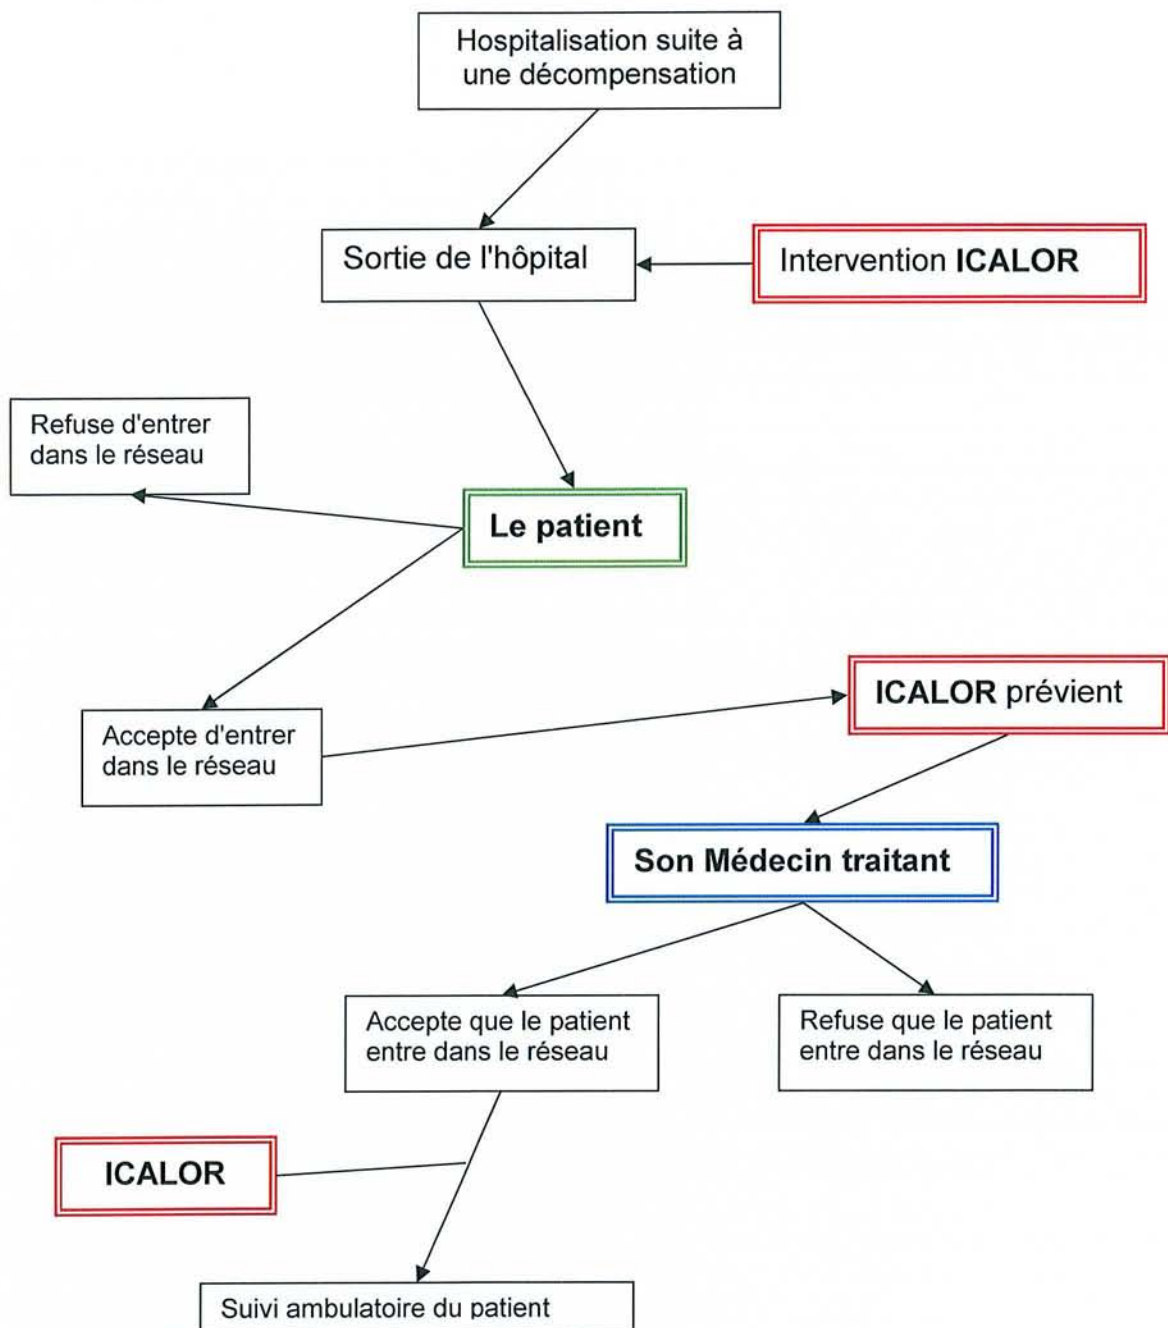 Hospitalisation suite à
une décompensation
Sortie de l'hôpital
Intervention ICALOR
Refuse d'entrer
dans le réseau
Le patient
ICALOR prévient
Accepte d'entrer
dans le réseau
Son Médecin traitant
Accepte que le patient
entre dans le réseau
Refuse que le patient
entre dans le réseau
ICALOR
Suivi ambulatoire du patient